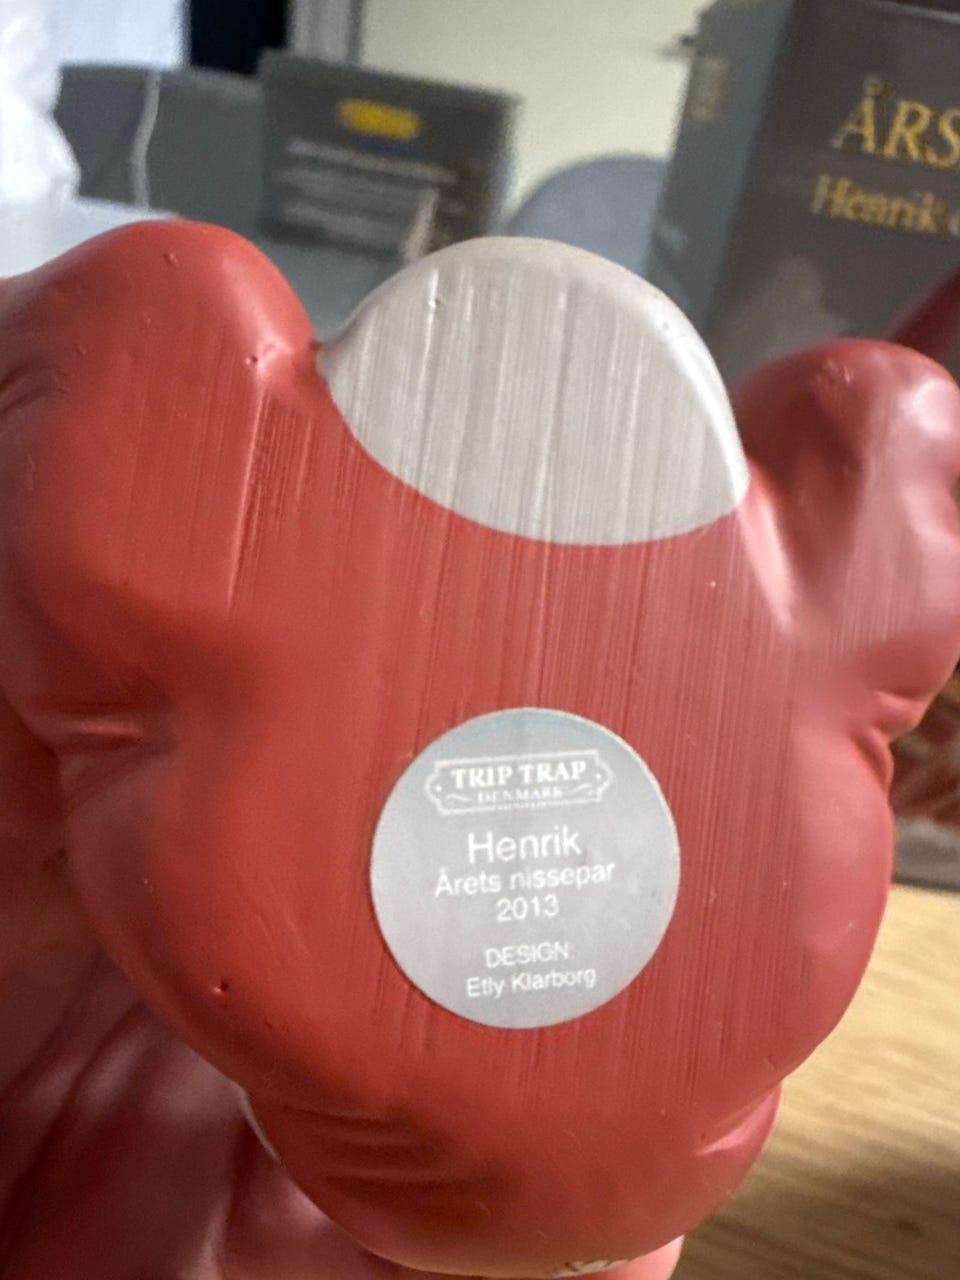 ÅRS
Henrik
TRIP TRAP
DENMARK
Henrik
Årets nissepar
2013
DESIGN:
Etly Klarborg